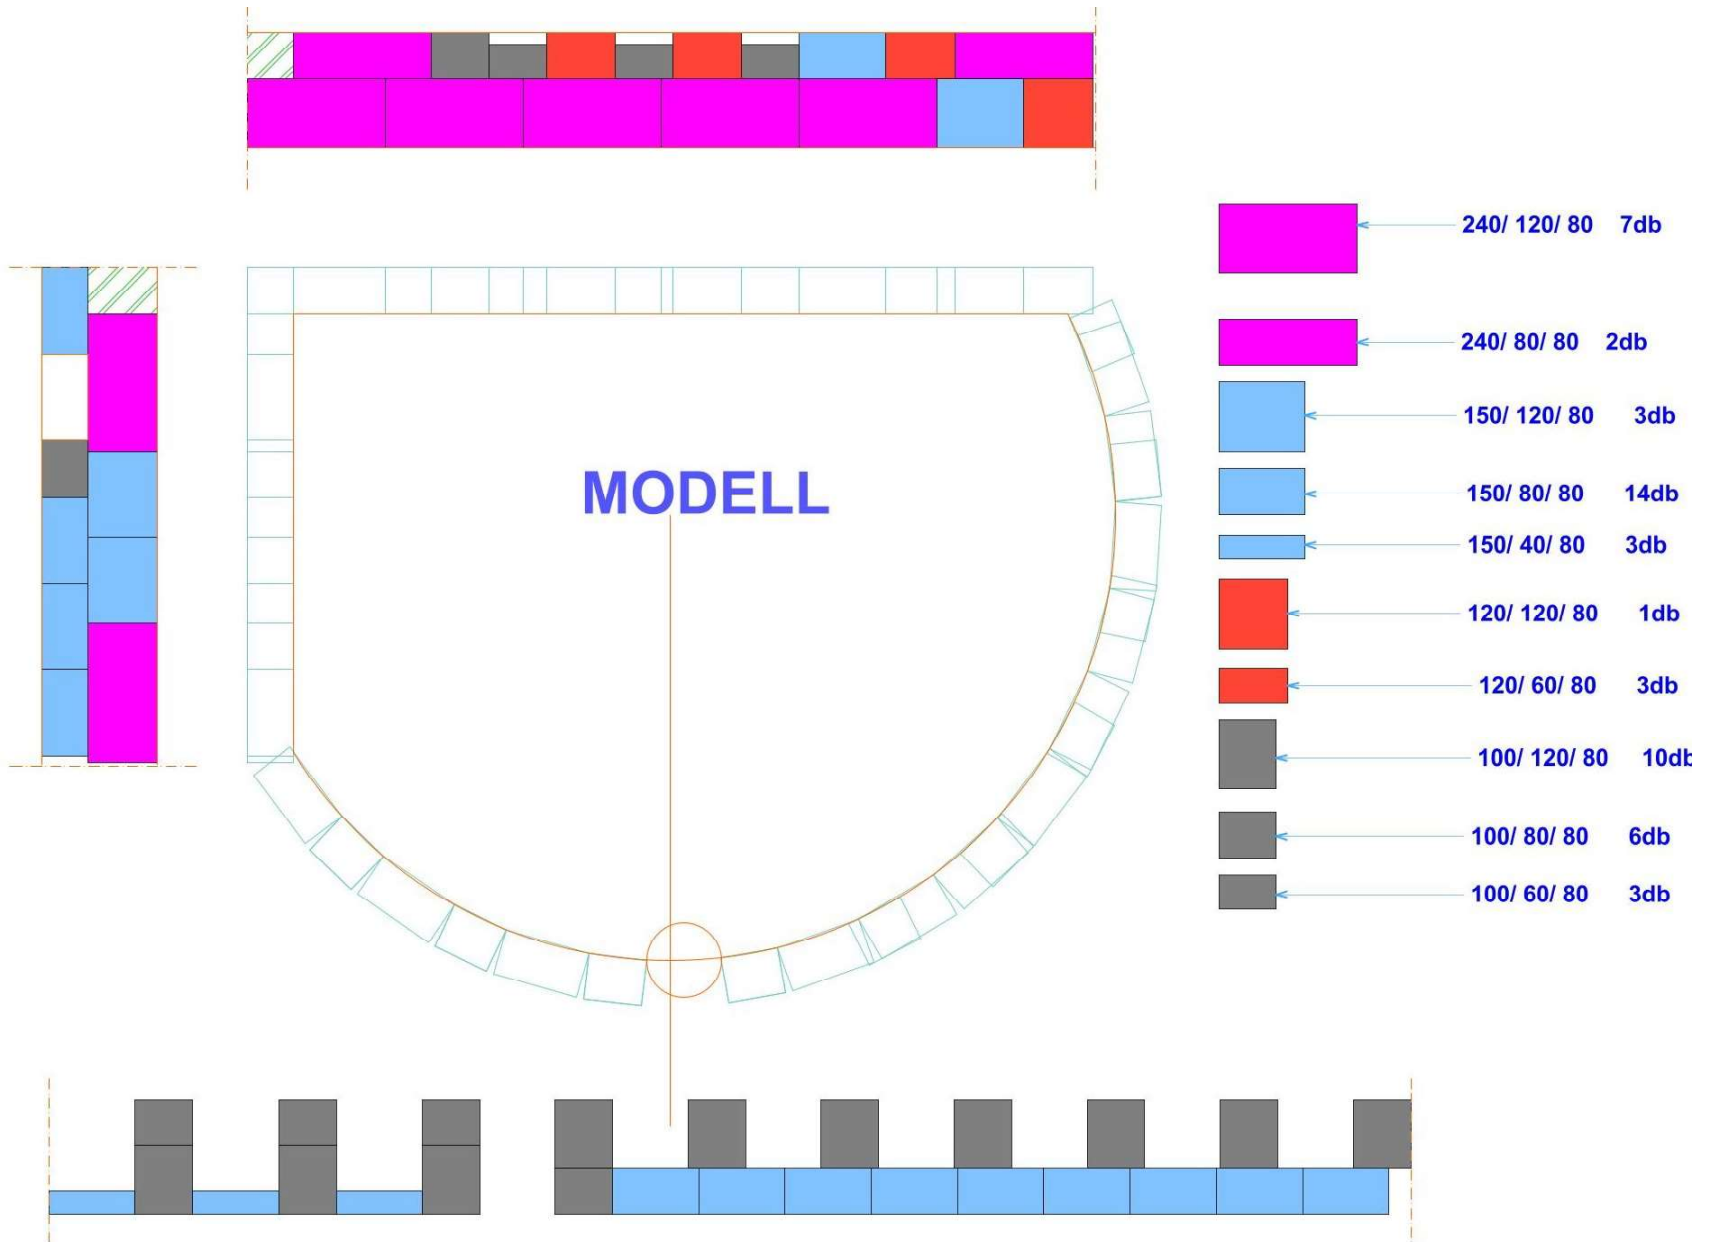 240/ 120/ 80 7db
240/ 80/ 80 2db
150/ 120/ 80 3db
MODELL
150/ 80/ 80 14db
150/ 40/ 80 3db
120/ 120/ 80 1db
120/ 60/ 80 3db
100/ 120/ 80 10db
100/ 80/ 80 6db
100/ 60/ 80 3db